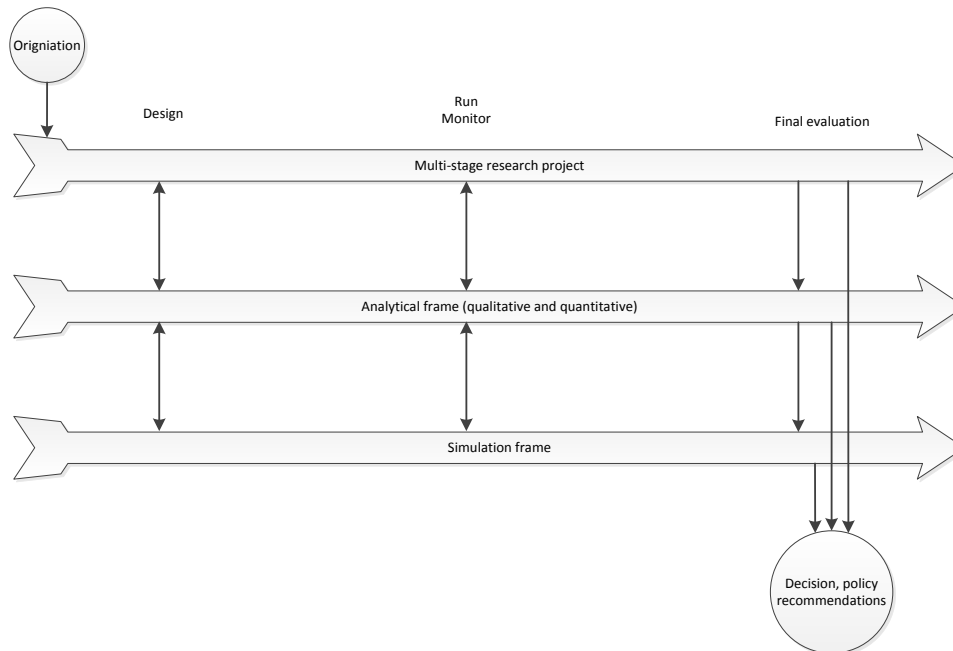 Origniation
Design
Run
Monitor
Final evaluation
Multi-stage research project
Analytical frame (qualitative and quantitative)
Simulation frame
Decision, policy
recommendations